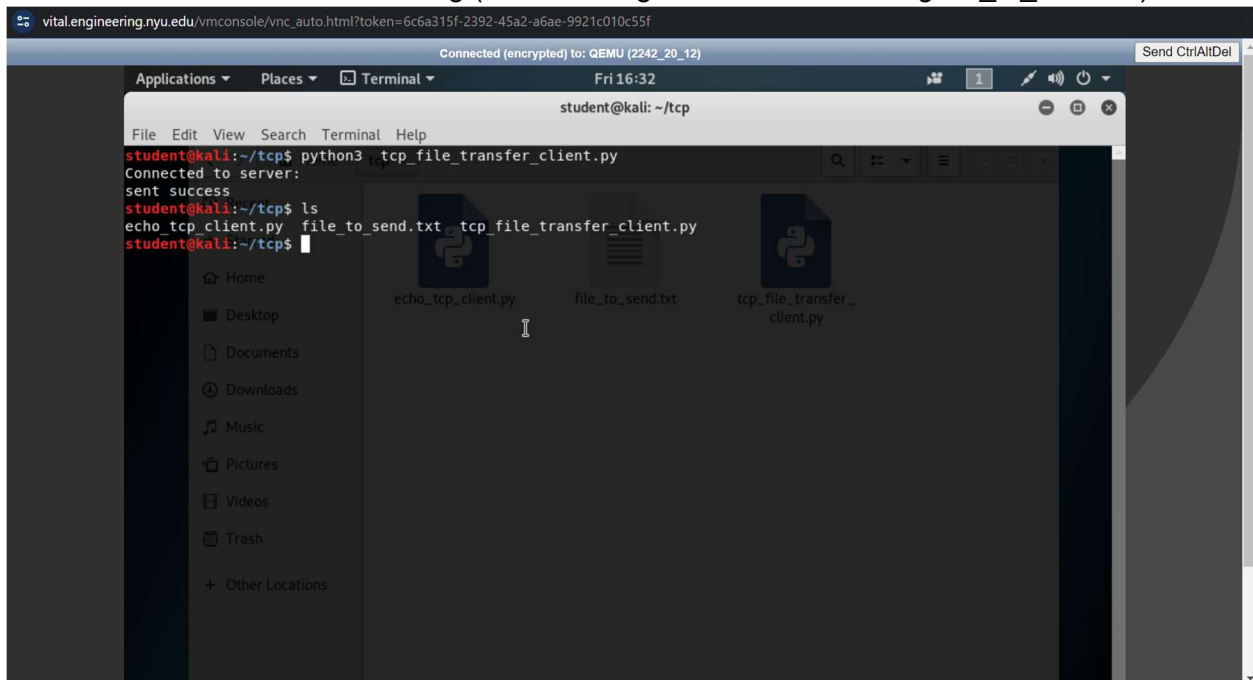 vital.engineering.nyu.edu/vmconsole/vnc_auto.html?token=6c6a315f-2392-45a2-a6ae-9921c010c55f
Connected (encrypted) to: QEMU (2242_20_12)
Send CtrlAltDel
Applications Places Terminal Fri 16:32 1
student@kali: ~/tcp
File Edit View Search Terminal Help
student@kali:~/tcp$ python3  tcp_file_transfer_client.py
Connected to server:
sent success
student@kali:~/tcp$ ls
echo_tcp_client.py  file_to_send.txt  tcp_file_transfer_client.py
student@kali:~/tcp$
Home
Desktop
Documents
Downloads
Music
Pictures
Videos
Trash
+ Other Locations
echo_tcp_client.py
file_to_send.txt
tcp_file_transfer_
client.py